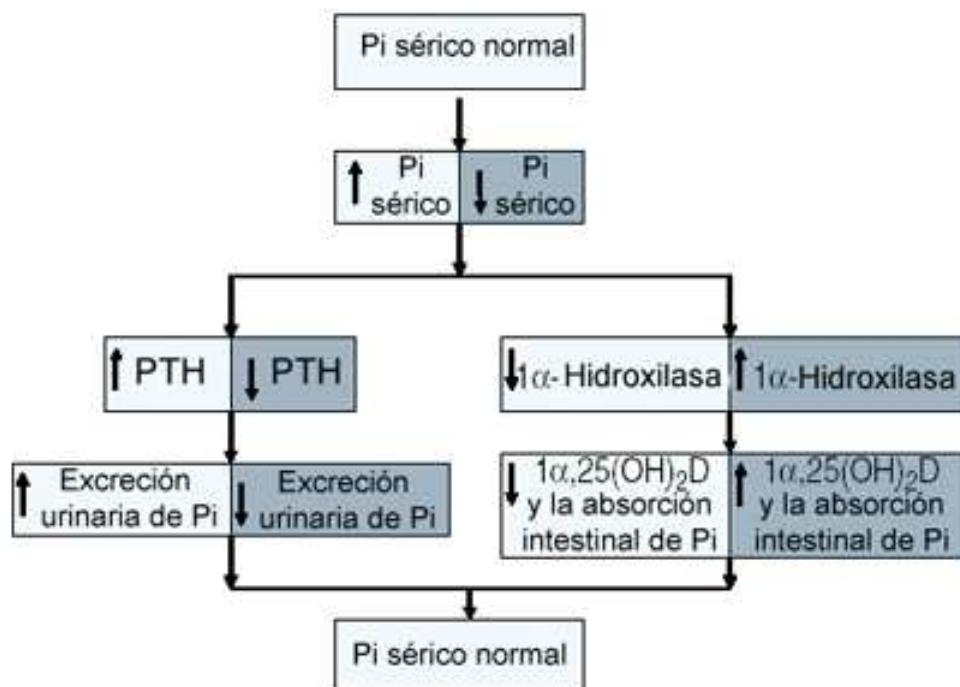 Pi sérico normal
↑ Pi
sérico
↓ Pi
sérico
↑ PTH
↓ PTH
↓ 1α-Hidroxilasa
↑ 1α-Hidroxilasa
↑ Excreción
urinaria de Pi
↓ Excreción
urinaria de Pi
↓ 1α,25(OH)₂D
y la absorción
intestinal de Pi
↑ 1α,25(OH)₂D
y la absorción
intestinal de Pi
Pi sérico normal